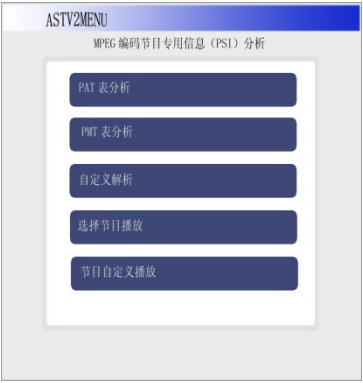 ASTV2MENU
MPEG 编码节目专用信息（PSI）分析
PAT 表分析
PMT 表分析
自定义解析
选择节目播放
节目自定义播放